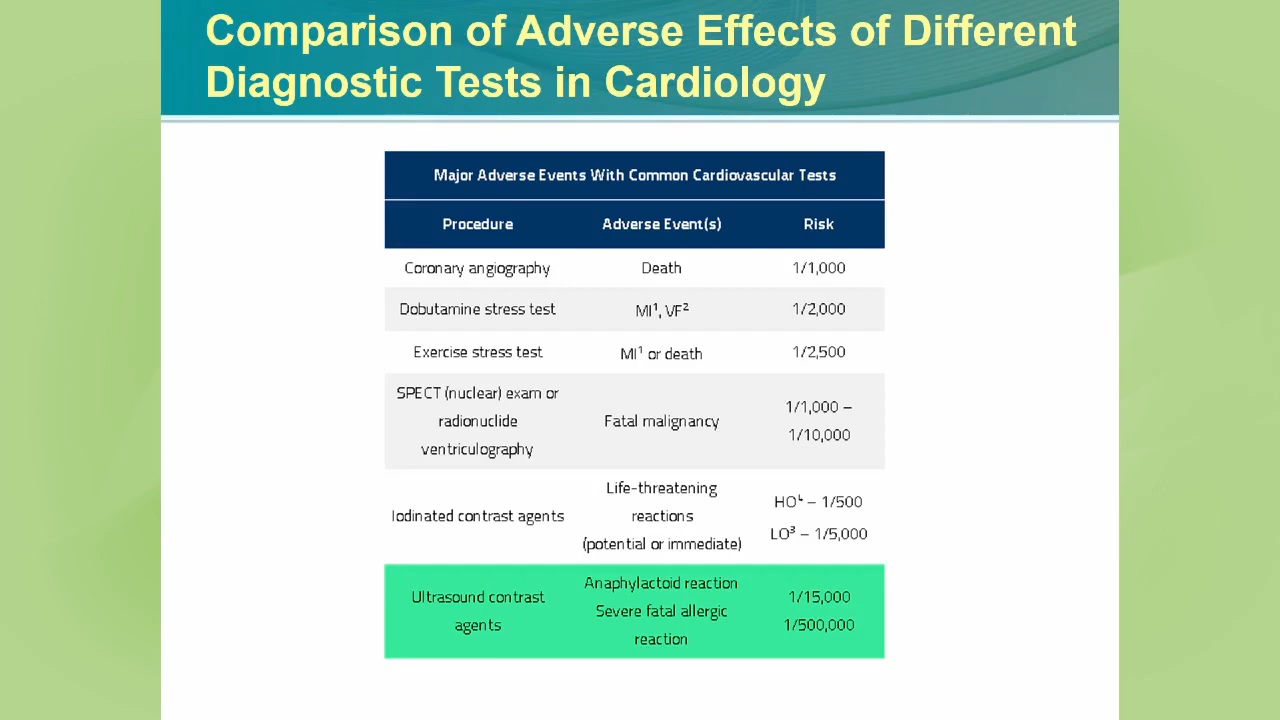 Comparison of Adverse Effects of Different
Diagnostic Tests in Cardiology
Major Adverse Events With Common Cardiovascular Tests
Procedure Adverse Event(s) Risk
Coronary angiography Death 1/1,000
Dobutamine stress test MI¹, VF² 1/2,000
Exercise stress test MI¹ or death 1/2,500
SPECT (nuclear) exam or
radionuclide
ventriculography
Fatal malignancy
1/1,000 –
1/10,000
Iodinated contrast agents
Life-threatening
reactions
(potential or immediate)
HO⁴ – 1/500
LO³ – 1/5,000
Ultrasound contrast
agents
Anaphylactoid reaction
Severe fatal allergic
reaction
1/15,000
1/500,000